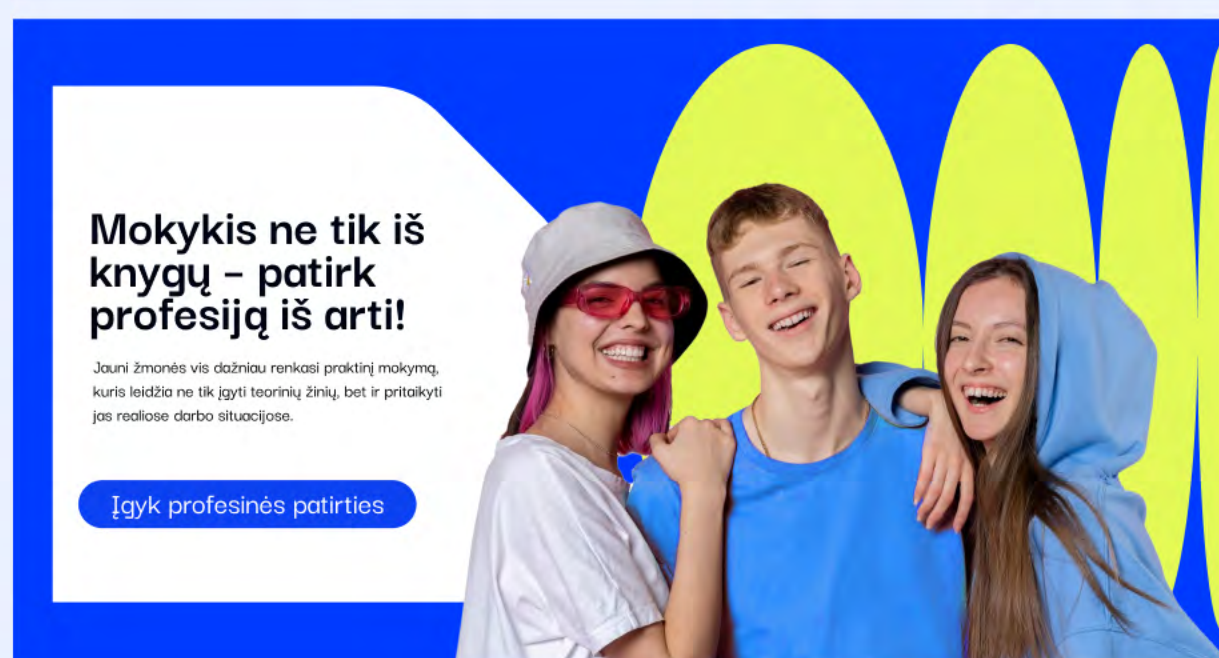 Mokykis ne tik iš
knygų – patirk
profesiją iš arti!
Jauni žmonės vis dažniau renkasi praktinį mokymą,
kuris leidžia ne tik įgyti teorinių žinių, bet ir pritaikyti
jas realiose darbo situacijose.
Įgyk profesinės patirties